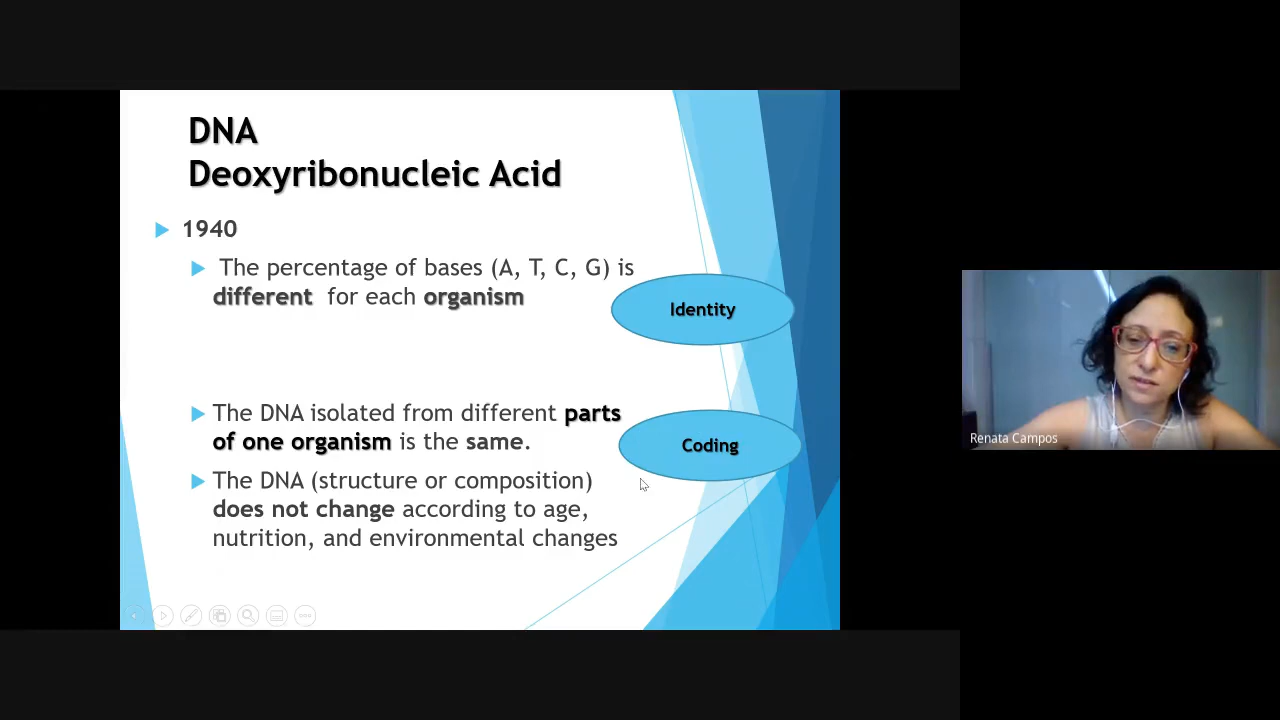 DNA
Deoxyribonucleic Acid
1940
The percentage of bases (A, T, C, G) is
different for each organism
Identity
The DNA isolated from different parts
of one organism is the same.
Coding
The DNA (structure or composition)
does not change according to age,
nutrition, and environmental changes
Renata Campos